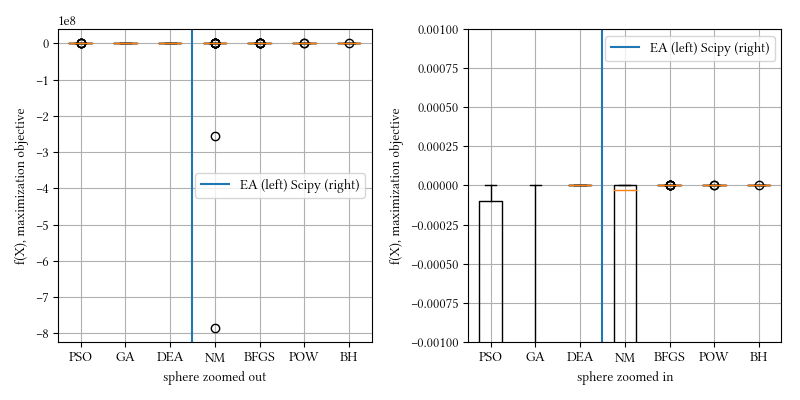 1e8
0
−1
−2
−3
−4
−5
−6
−7
−8
f(X), maximization objective
EA (left) Scipy (right)
PSO GA DEA NM BFGS POW BH
sphere zoomed out
0.00100
0.00075
0.00050
0.00025
0.00000
−0.00025
−0.00050
−0.00075
−0.00100
f(X), maximization objective
EA (left) Scipy (right)
PSO GA DEA NM BFGS POW BH
sphere zoomed in